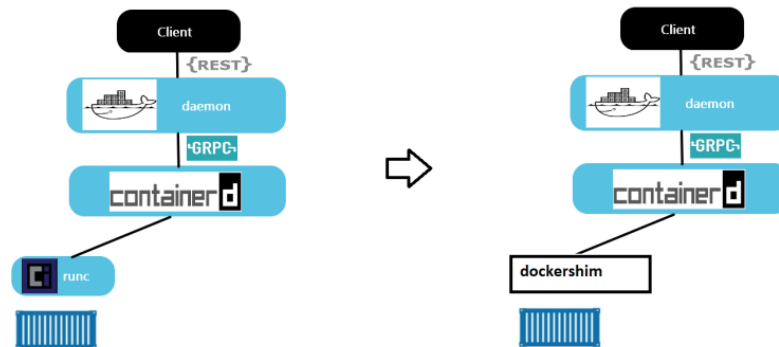 Client
{REST}
daemon
GRPC
containerd
runc
Client
{REST}
daemon
GRPC
containerd
dockershim